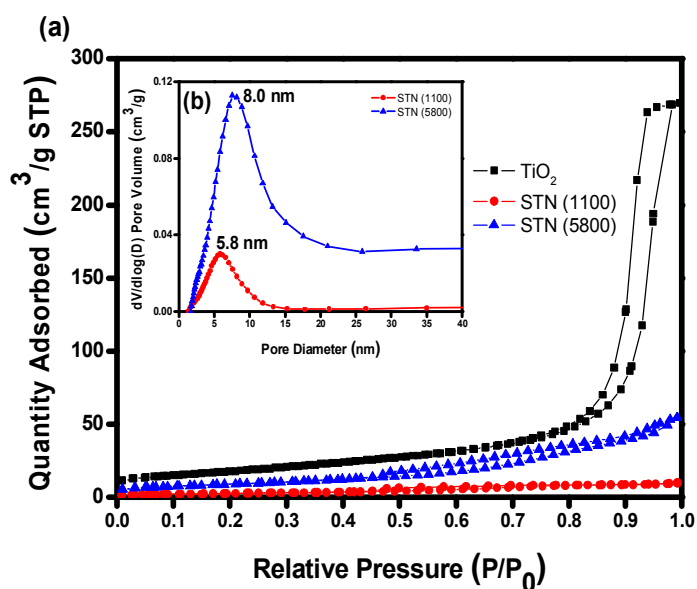 (a)
300
250
200
150
100
50
0
Quantity Adsorbed (cm³/g STP)
0.0 0.1 0.2 0.3 0.4 0.5 0.6 0.7 0.8 0.9 1.0
Relative Pressure (P/P₀)
TiO₂
STN (1100)
STN (5800)
(b)
8.0 nm
5.8 nm
STN (1100)
STN (5800)
0.12
0.08
0.04
0.00
dV/dlog(D) Pore Volume (cm³/g)
0 5 10 15 20 25 30 35 40
Pore Diameter (nm)